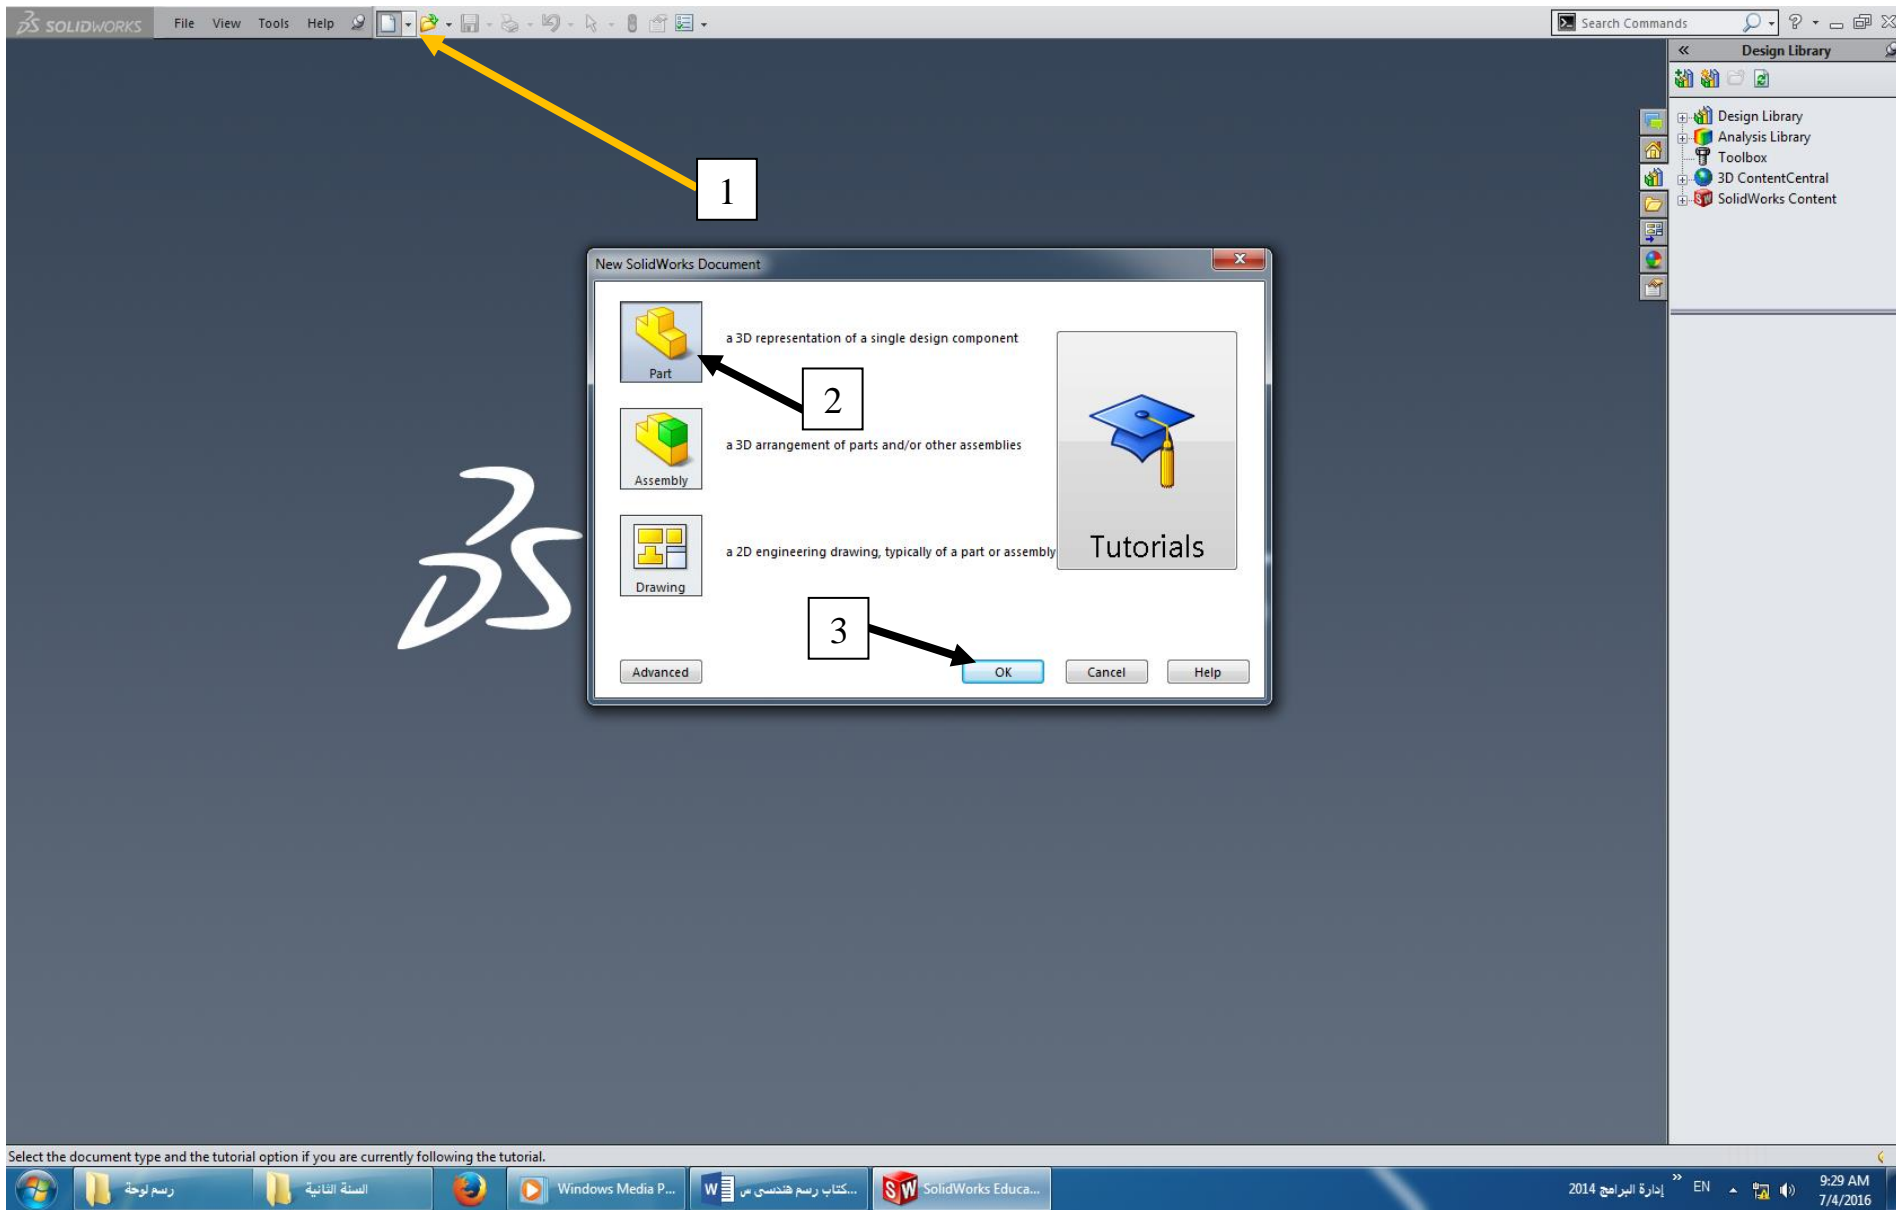 SOLIDWORKS File View Tools Help Search Commands
Design Library
Design Library
Analysis Library
Toolbox
3D ContentCentral
SolidWorks Content
1
New SolidWorks Document
a 3D representation of a single design component
Part
2
a 3D arrangement of parts and/or other assemblies
Assembly
a 2D engineering drawing, typically of a part or assembly
Drawing
Tutorials
3
Advanced OK Cancel Help
Select the document type and the tutorial option if you are currently following the tutorial.
رسم لوحة
السنة الثانية
Windows Media P...
كتاب رسم هندسى س...
SolidWorks Educa...
إدارة البرامج 2014
EN
9:29 AM
7/4/2016